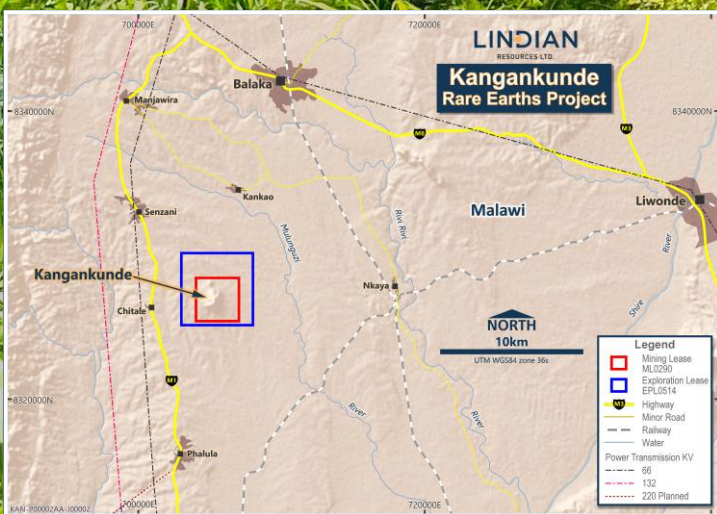 700000E
720000E
LINDIAN
RESOURCES LTD.
Kangankunde
Rare Earths Project
Balaka
Manjawira
8340000N
8340000N
M8
M3
Kankao
Senzani
Mulunguzi
Rivi Rivi
Malawi
Liwonde
River
Kangankunde
Nkaya
Chitale
Shire
NORTH
10km
UTM WGS84 zone 36s
M1
8320000N
River
River
Phalula
Legend
Mining Lease
ML0290
Exploration Lease
EPL0514
M3 Highway
Minor Road
Railway
Water
Power Transmission KV
66
132
220 Planned
KAN-P00002AA-J00002
700000E
720000E